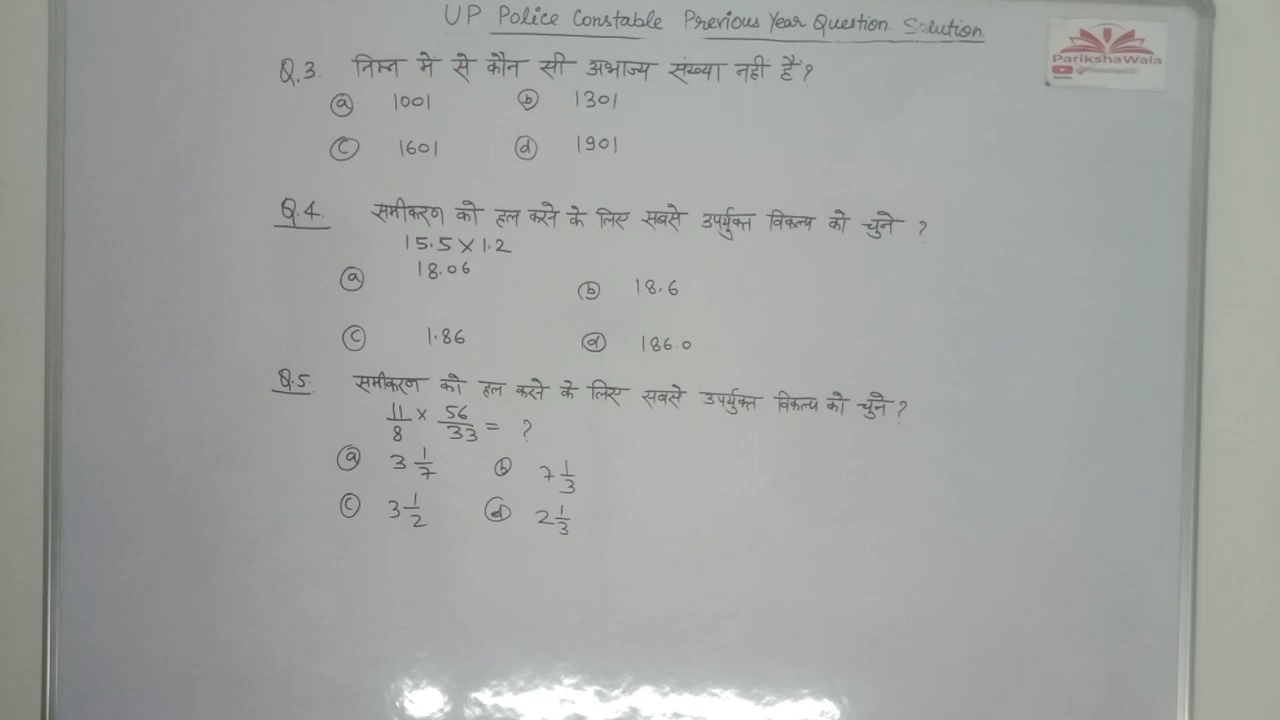 UP Police Constable Previous Year Question Solution
ParikshaWala
Q.3. निम्न में से कौन सी अभाज्य संख्या नहीं है?
(a) 1001 (b) 1301
(c) 1601 (d) 1901
Q.4. समीकरण को हल करने के लिए सबसे उपर्युक्त विकल्प को चुने ?
15.5×1.2
(a) 18.06 (b) 18.6
(c) 1.86 (d) 186.0
Q.5. समीकरण को हल करने के लिए सबसे उपर्युक्त विकल्प को चुने ?
11/8 × 56/33 = ?
(a) 3 1/7 (b) 7 1/3
(c) 3 1/2 (d) 2 1/3